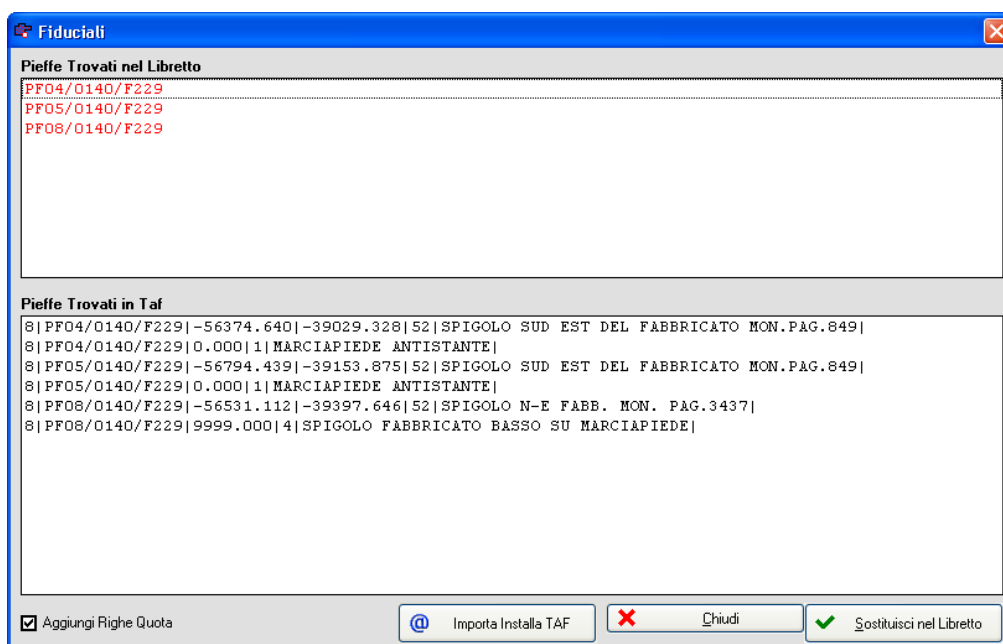 Fiduciali
Pieffe Trovati nel Libretto
PF04/0140/F229
PF05/0140/F229
PF08/0140/F229
Pieffe Trovati in Taf
8|PF04/0140/F229|-56374.640|-39029.328|52|SPIGOLO SUD EST DEL FABBRICATO MON.PAG.849|
8|PF04/0140/F229|0.000|1|MARCIAPIEDE ANTISTANTE|
8|PF05/0140/F229|-56794.439|-39153.875|52|SPIGOLO SUD EST DEL FABBRICATO MON.PAG.849|
8|PF05/0140/F229|0.000|1|MARCIAPIEDE ANTISTANTE|
8|PF08/0140/F229|-56531.112|-39397.646|52|SPIGOLO N-E FABB. MON. PAG.3437|
8|PF08/0140/F229|9999.000|4|SPIGOLO FABBRICATO BASSO SU MARCIAPIEDE|
Aggiungi Righe Quota
@ Importa Installa TAF
Chiudi
Sostituisci nel Libretto